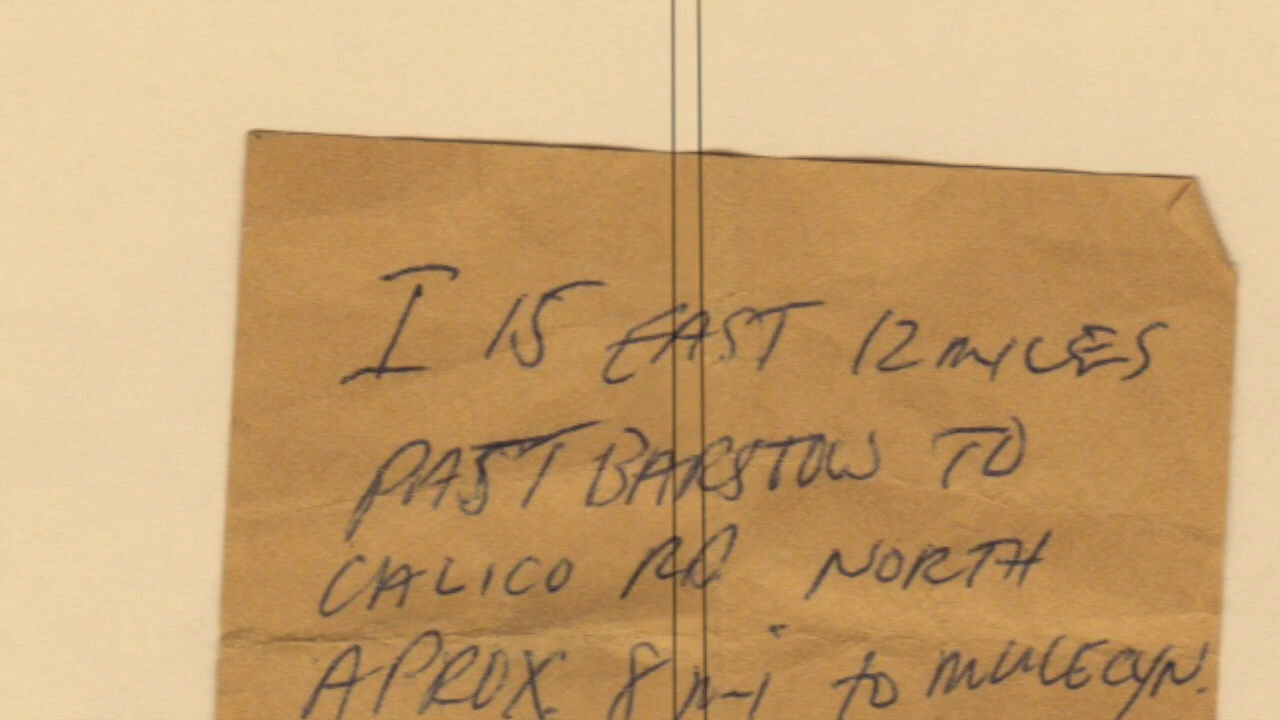 I 15 EAST 12 MILES
PAST BARSTOW TO
CALICO RD NORTH
APROX. 8 mi to MULECYN.